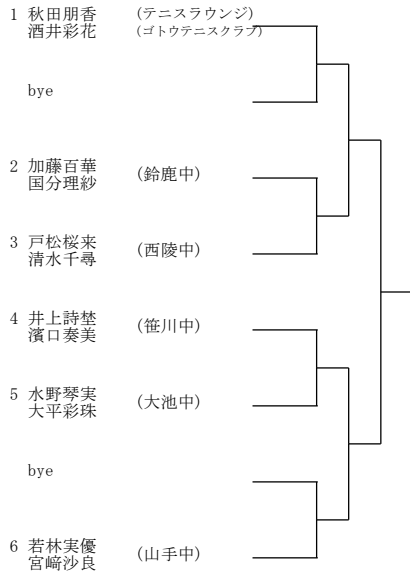 1 秋田朋香 (テニスラウンジ)
酒井彩花 (ゴトウテニスクラブ)
bye
2 加藤百華 (鈴鹿中)
国分理紗
3 戸松桜来 (西陵中)
清水千尋
4 井上詩埜 (笹川中)
濱口奏美
5 水野琴実 (大池中)
大平彩珠
bye
6 若林実優 (山手中)
宮﨑沙良